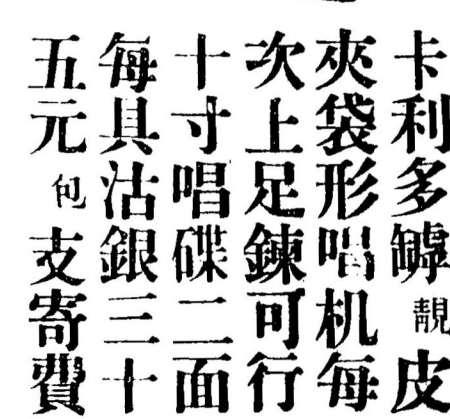 卡利多罅靚皮
夾袋形唱机每
次上足鍊可行
十寸唱碟二面
每具沽銀三十
五元包支寄費